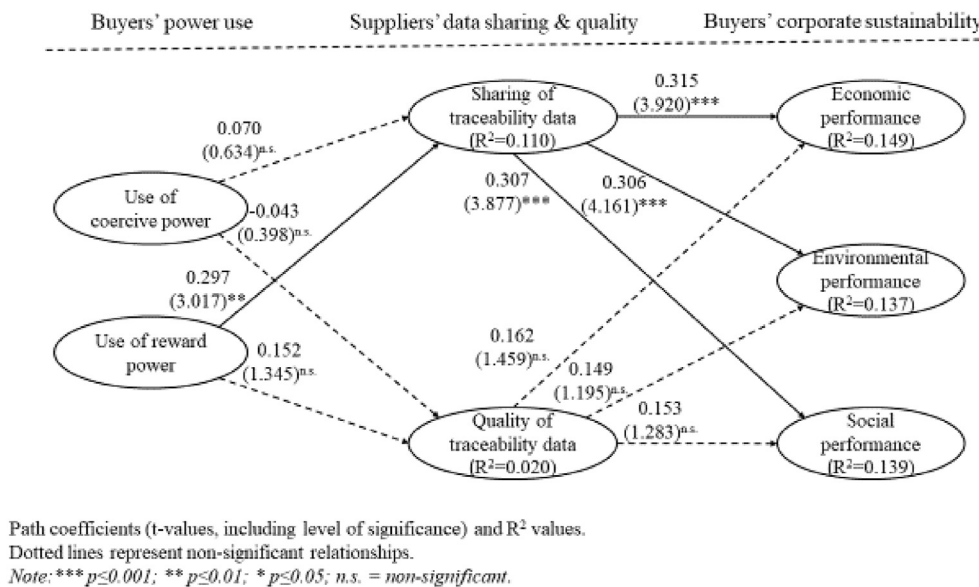 Buyers' power use
Suppliers' data sharing & quality
Buyers' corporate sustainability
Sharing of
traceability data
(R²=0.110)
0.315
(3.920)***
Economic
performance
(R²=0.149)
0.070
(0.634)n.s.
Use of
coercive power
-0.043
(0.398)n.s.
0.307
(3.877)***
0.306
(4.161)***
Environmental
performance
(R²=0.137)
0.297
(3.017)**
Use of reward
power
0.152
(1.345)n.s.
0.162
(1.459)n.s.
0.149
(1.195)n.s.
0.153
(1.283)n.s.
Quality of
traceability data
(R²=0.020)
Social
performance
(R²=0.139)
Path coefficients (t-values, including level of significance) and R² values.
Dotted lines represent non-significant relationships.
Note: *** p≤0.001; ** p≤0.01; * p≤0.05; n.s. = non-significant.